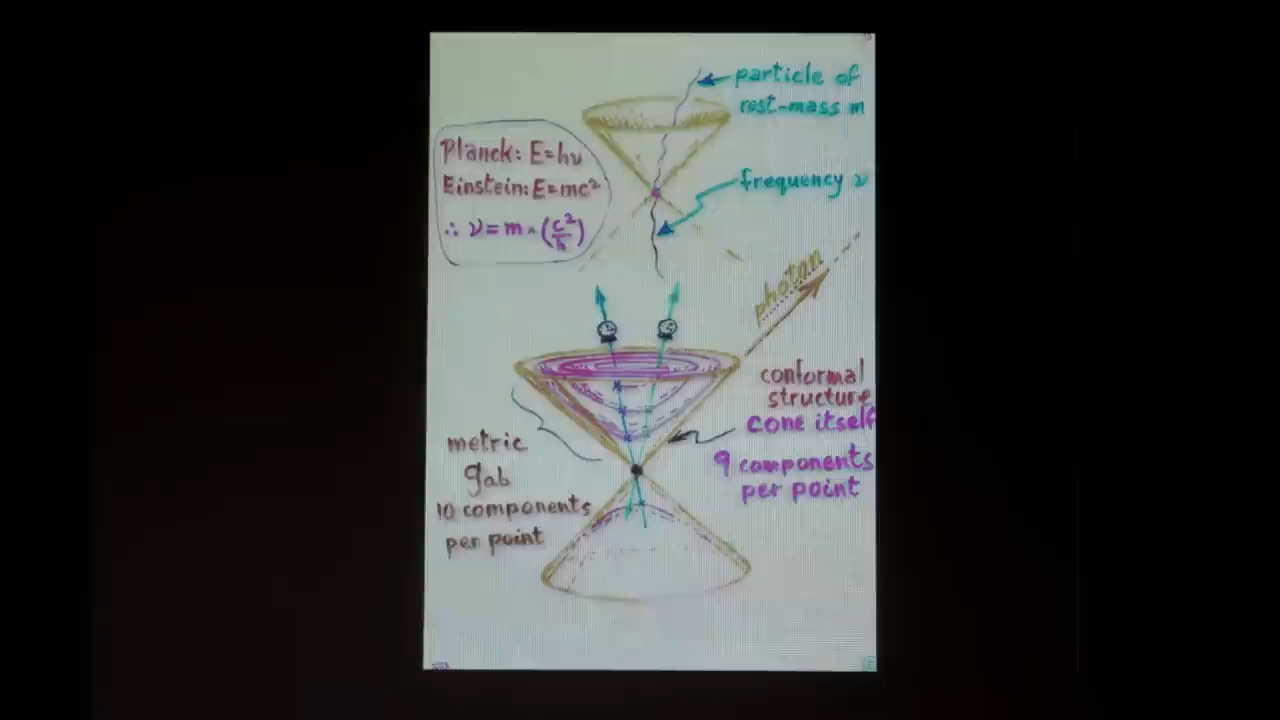 particle of
rest-mass m
Planck: E=hν
Einstein: E=mc²
∴ ν = m × (c²/h)
frequency ν
photon
conformal
structure
cone itself
9 components
per point
metric
gab
10 components
per point